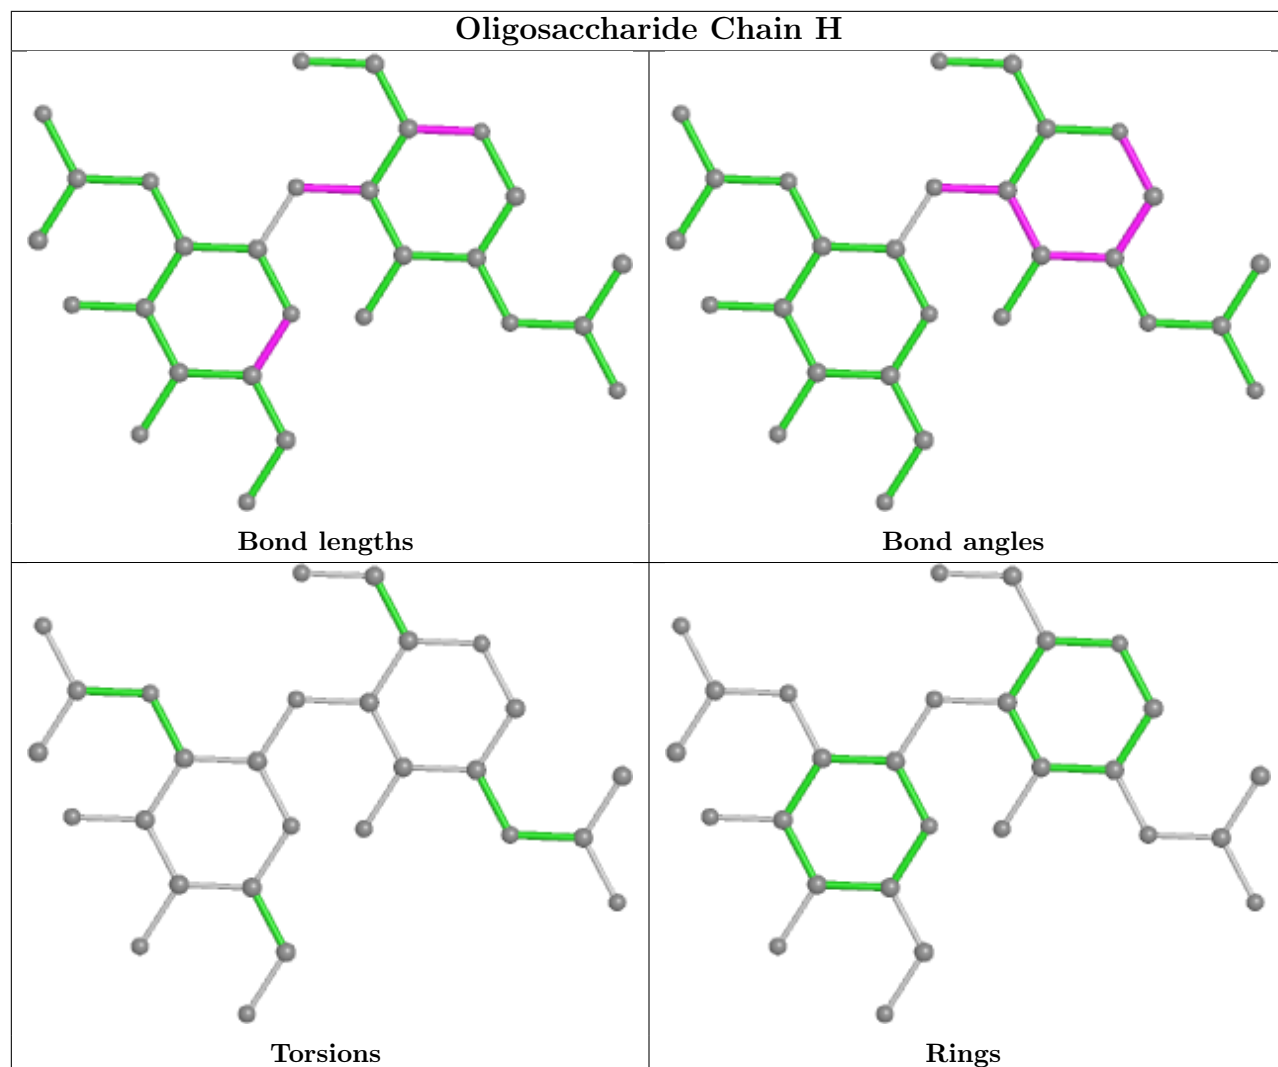 Oligosaccharide Chain H
Bond lengths
Bond angles
Torsions
Rings